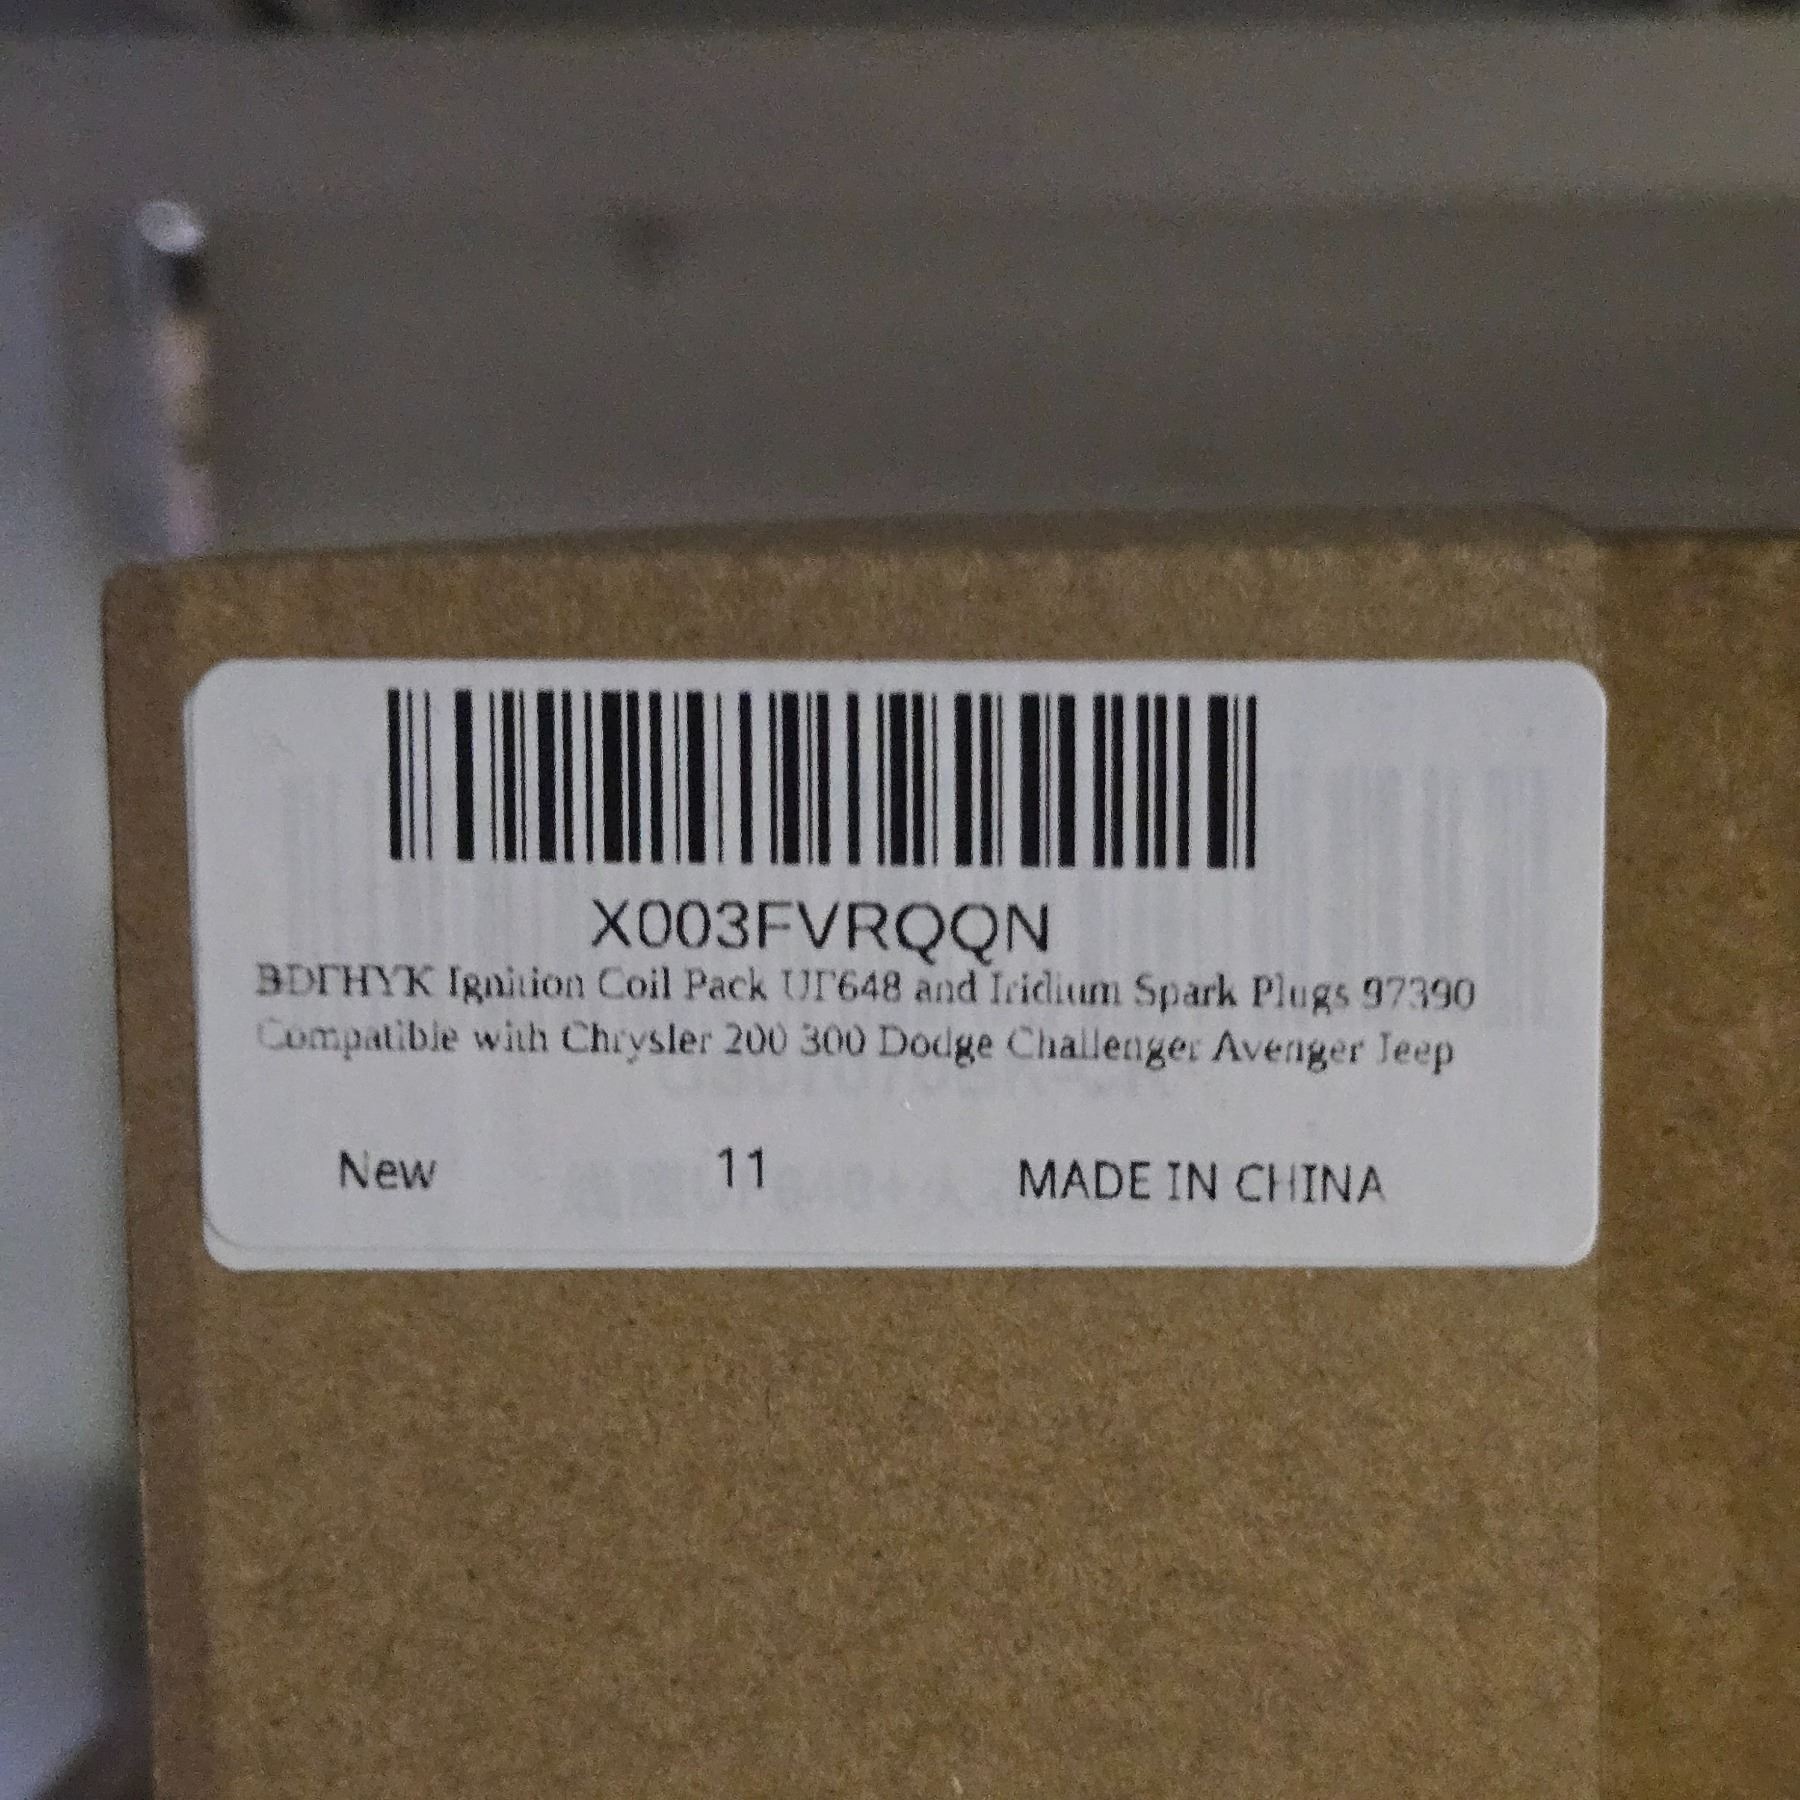 X003FVRQQN
BDFHYK Ignition Coil Pack UF648 and Iridium Spark Plugs 97390
Compatible with Chrysler 200 300 Dodge Challenger Avenger Jeep
New 11 MADE IN CHINA